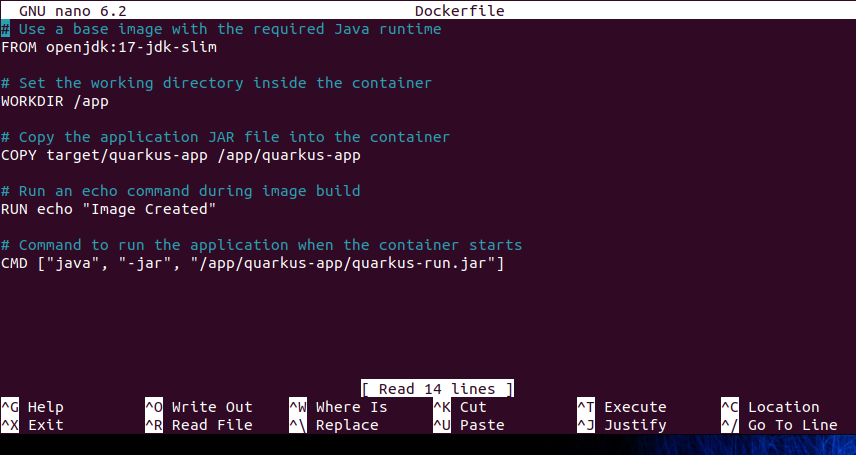 GNU nano 6.2 Dockerfile
# Use a base image with the required Java runtime
FROM openjdk:17-jdk-slim
# Set the working directory inside the container
WORKDIR /app
# Copy the application JAR file into the container
COPY target/quarkus-app /app/quarkus-app
# Run an echo command during image build
RUN echo "Image Created"
# Command to run the application when the container starts
CMD ["java", "-jar", "/app/quarkus-app/quarkus-run.jar"]
[ Read 14 lines ]
^G Help ^O Write Out ^W Where Is ^K Cut ^T Execute ^C Location
^X Exit ^R Read File ^\ Replace ^U Paste ^J Justify ^/ Go To Line